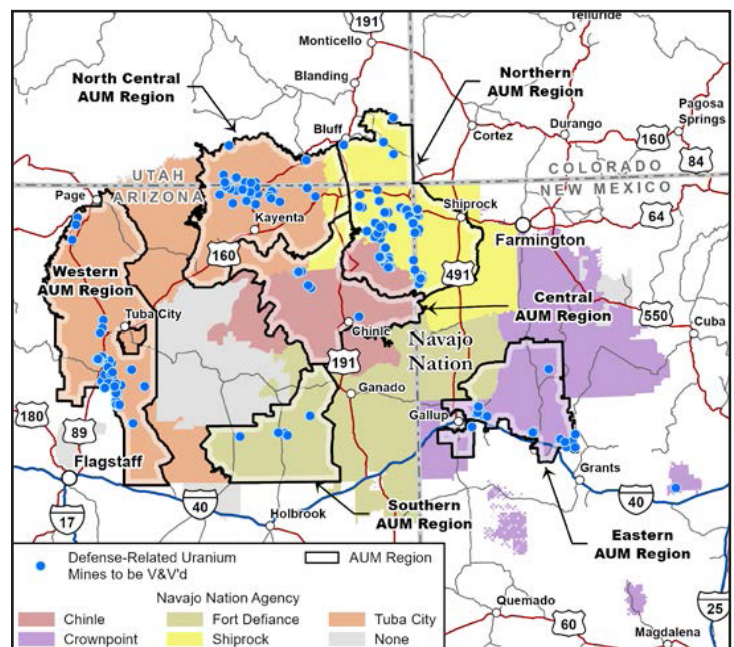 191
Telluride
Monticello
North Central
AUM Region
Blanding
Northern
AUM Region
Pagosa
Springs
Bluff
Cortez
Durango
160
84
UTAH
ARIZONA
COLORADO
NEW MEXICO
Page
Kayenta
Shiprock
64
Farmington
160
Western
AUM Region
491
Central
AUM Region
550
Tuba City
Chinle
Cuba
Navajo
Nation
191
Ganado
180
89
Gallup
Flagstaff
Grants
40
40
17
Holbrook
Southern
AUM Region
Eastern
AUM Region
Quemado
25
60
Magdalena
Defense-Related Uranium
Mines to be V&V'd
AUM Region
Navajo Nation Agency
Chinle
Fort Defiance
Tuba City
Crownpoint
Shiprock
None